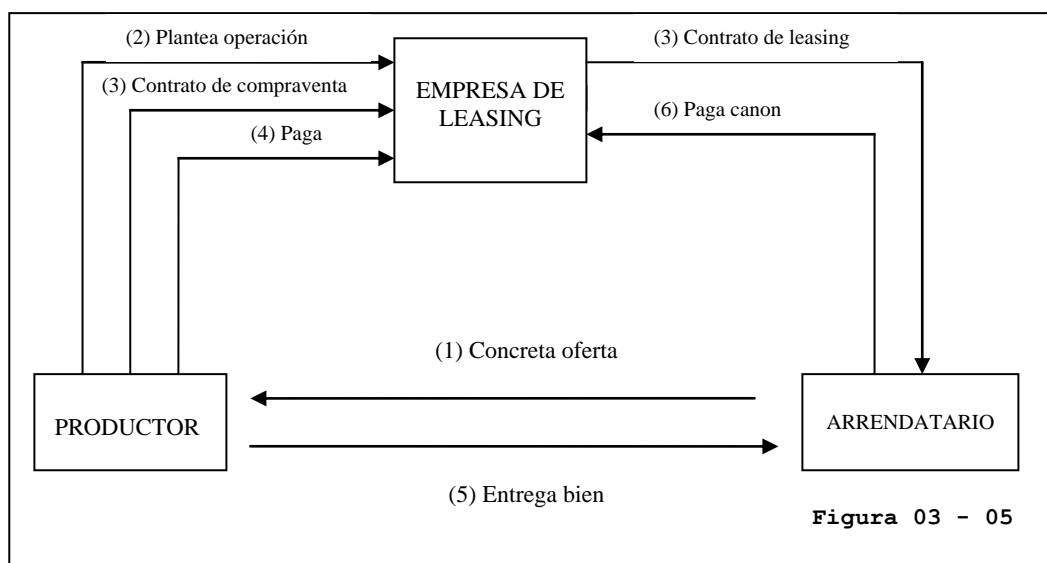 (2) Plantea operación
(3) Contrato de leasing
(3) Contrato de compraventa
EMPRESA DE
LEASING
(6) Paga canon
(4) Paga
(1) Concreta oferta
PRODUCTOR
ARRENDATARIO
(5) Entrega bien
Figura 03 - 05